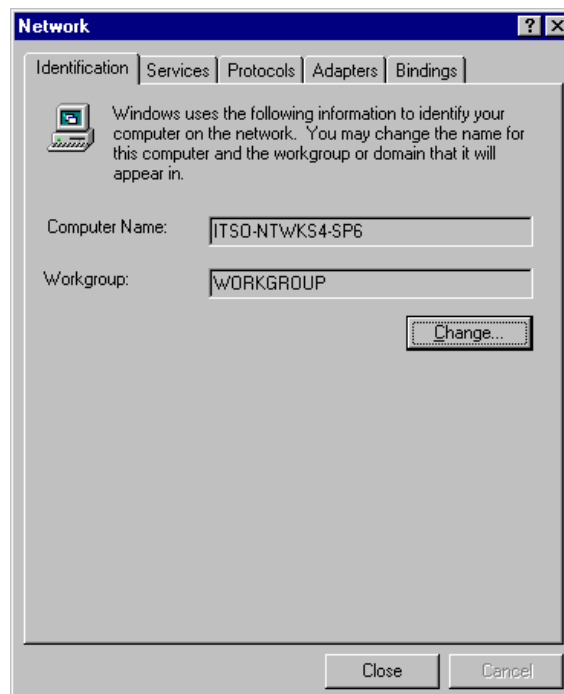 Network
Identification Services Protocols Adapters Bindings
Windows uses the following information to identify your
computer on the network. You may change the name for
this computer and the workgroup or domain that it will
appear in.
Computer Name: ITSO-NTWKS4-SP6
Workgroup: WORKGROUP
Change...
Close Cancel